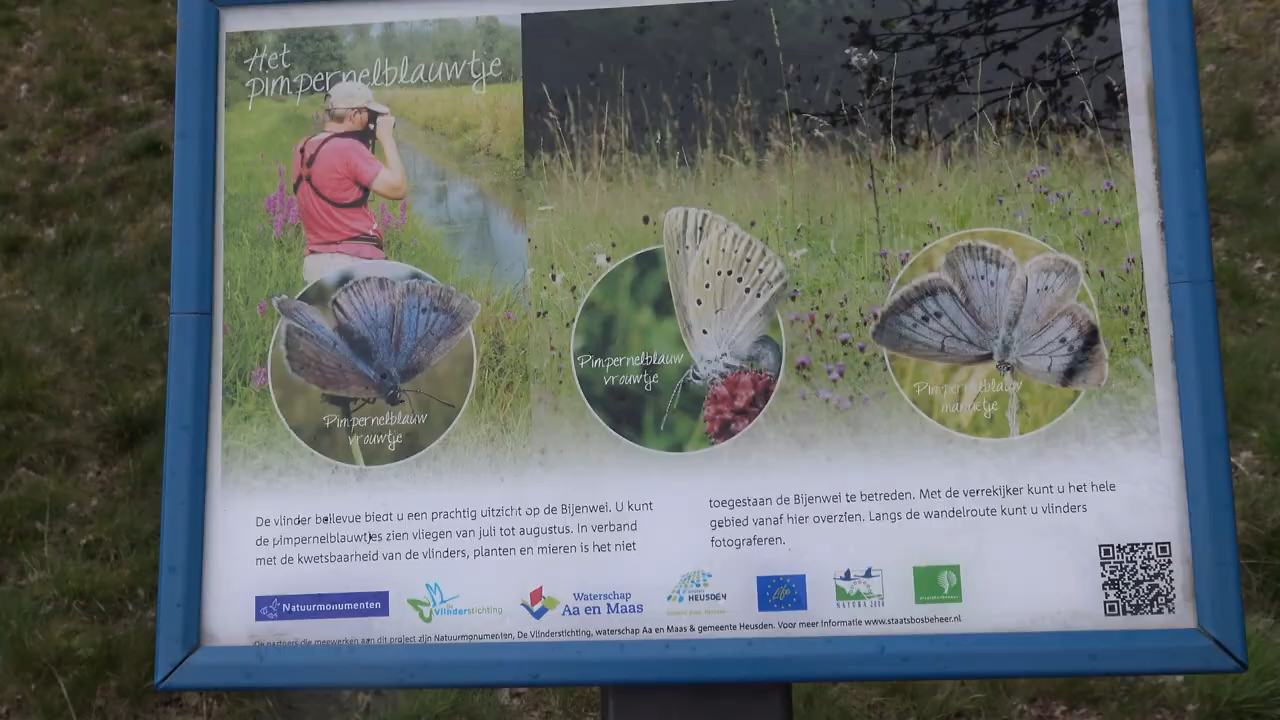 Het
pimpernelblauwtje
Pimpernelblauw
vrouwtje
Pimpernelblauw
vrouwtje
Pimpernelblauw
mannetje
De vlinder bellevue biedt u een prachtig uitzicht op de Bijenwei. U kunt
de pimpernelblauwtjes zien vliegen van juli tot augustus. In verband
met de kwetsbaarheid van de vlinders, planten en mieren is het niet
toegestaan de Bijenwei te betreden. Met de verrekijker kunt u het hele
gebied vanaf hier overzien. Langs de wandelroute kunt u vlinders
fotograferen.
Natuurmonumenten
De Vlinderstichting
Waterschap
Aa en Maas
HEUSDEN
Life
NATURA 2000
De partners die meewerken aan dit project zijn Natuurmonumenten, De Vlinderstichting, waterschap Aa en Maas & gemeente Heusden. Voor meer informatie www.staatsbosbeheer.nl